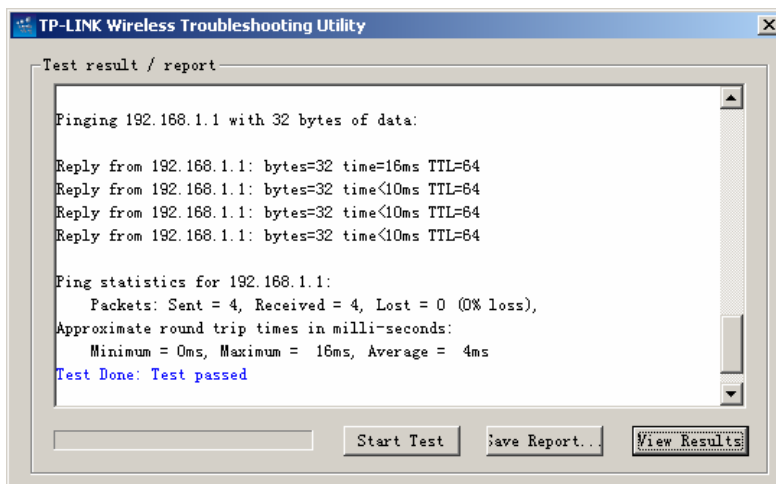 TP-LINK Wireless Troubleshooting Utility
Test result / report
Pinging 192.168.1.1 with 32 bytes of data:
Reply from 192.168.1.1: bytes=32 time=16ms TTL=64
Reply from 192.168.1.1: bytes=32 time<10ms TTL=64
Reply from 192.168.1.1: bytes=32 time<10ms TTL=64
Reply from 192.168.1.1: bytes=32 time<10ms TTL=64
Ping statistics for 192.168.1.1:
Packets: Sent = 4, Received = 4, Lost = 0 (0% loss),
Approximate round trip times in milli-seconds:
Minimum = 0ms, Maximum =  16ms, Average =  4ms
Test Done: Test passed
Start Test Save Report... View Results